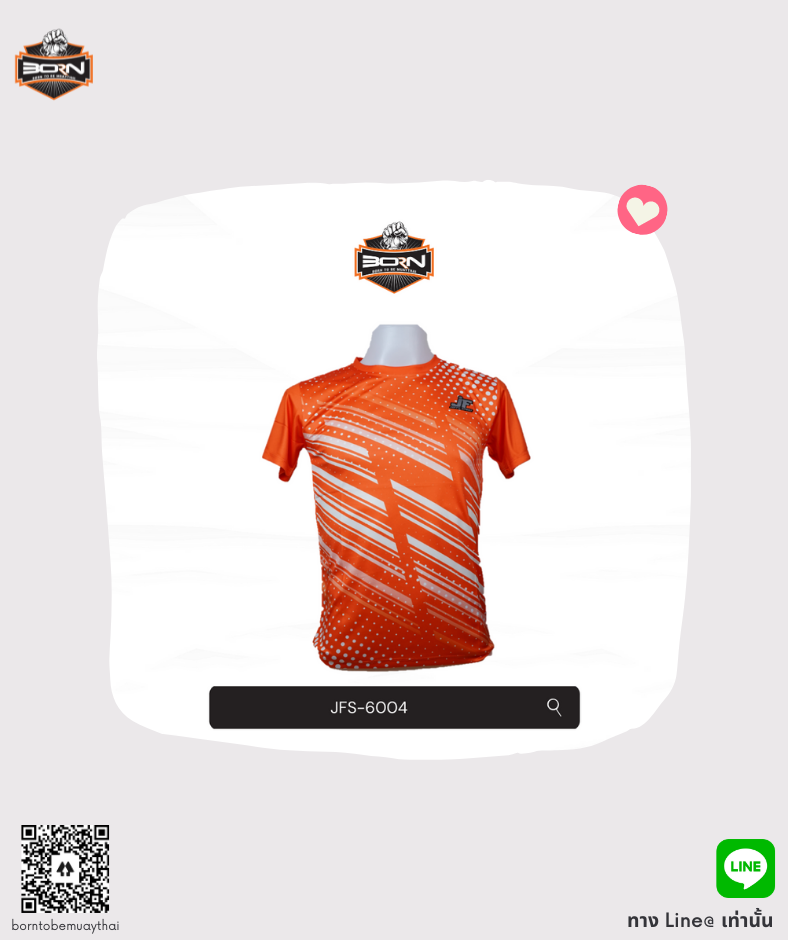 BORN
BORN TO BE MUAYTHAI
BORN
BORN TO BE MUAYTHAI
JF
JFS-6004
borntobemuaythai
LINE
ทาง Line@ เท่านั้น